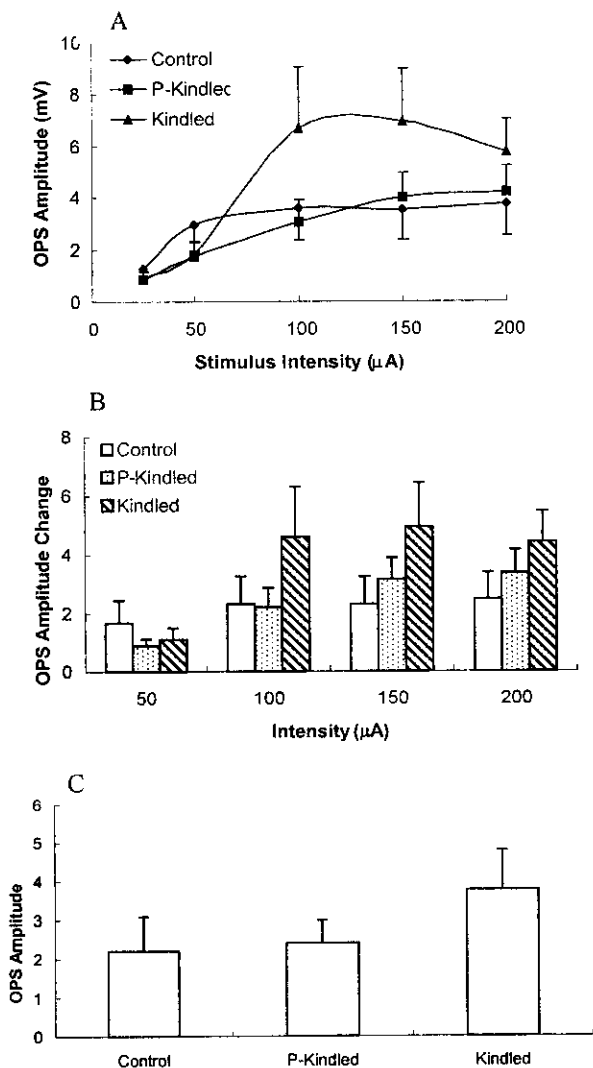 A
10
8
6
4
2
0
OPS Amplitude (mV)
Control
P-Kindled
Kindled
0 50 100 150 200
Stimulus Intensity (μA)
B
8
6
4
2
0
OPS Amplitude Change
Control
P-Kindled
Kindled
50 100 150 200
Intensity (μA)
C
6
5
4
3
2
1
0
OPS Amplitude
Control P-Kindled Kindled